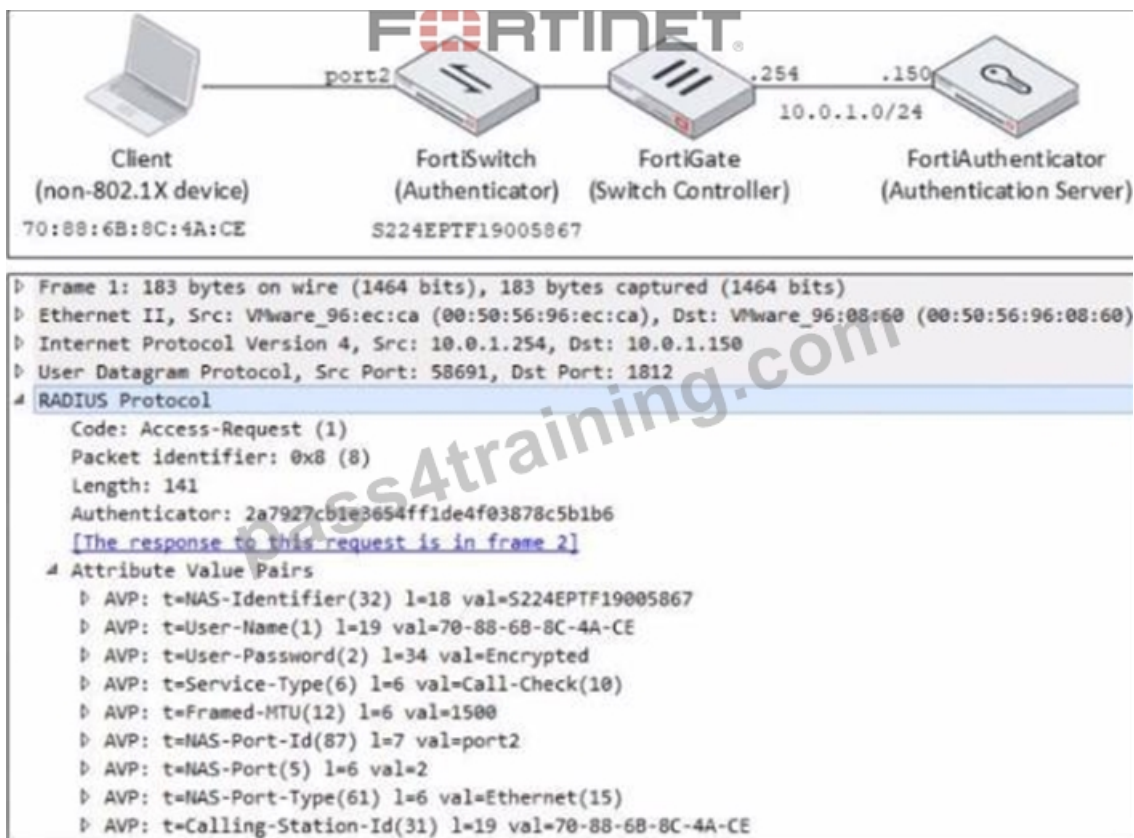 FORTINET
port2
.254
.150
10.0.1.0/24
Client
(non-802.1X device)
70:88:6B:8C:4A:CE
FortiSwitch
(Authenticator)
S224EPTF19005867
FortiGate
(Switch Controller)
FortiAuthenticator
(Authentication Server)
Frame 1: 183 bytes on wire (1464 bits), 183 bytes captured (1464 bits)
Ethernet II, Src: VMware_96:ec:ca (00:50:56:96:ec:ca), Dst: VMware_96:08:60 (00:50:56:96:08:60)
Internet Protocol Version 4, Src: 10.0.1.254, Dst: 10.0.1.150
User Datagram Protocol, Src Port: 58691, Dst Port: 1812
RADIUS Protocol
Code: Access-Request (1)
Packet identifier: 0x8 (8)
Length: 141
Authenticator: 2a7927cb1e3654ff1de4f03878c5b1b6
[The response to this request is in frame 2]
Attribute Value Pairs
AVP: t=NAS-Identifier(32) l=18 val=S224EPTF19005867
AVP: t=User-Name(1) l=19 val=70-88-6B-8C-4A-CE
AVP: t=User-Password(2) l=34 val=Encrypted
AVP: t=Service-Type(6) l=6 val=Call-Check(10)
AVP: t=Framed-MTU(12) l=6 val=1500
AVP: t=NAS-Port-Id(87) l=7 val=port2
AVP: t=NAS-Port(5) l=6 val=2
AVP: t=NAS-Port-Type(61) l=6 val=Ethernet(15)
AVP: t=Calling-Station-Id(31) l=19 val=70-88-6B-8C-4A-CE
pass4training.com